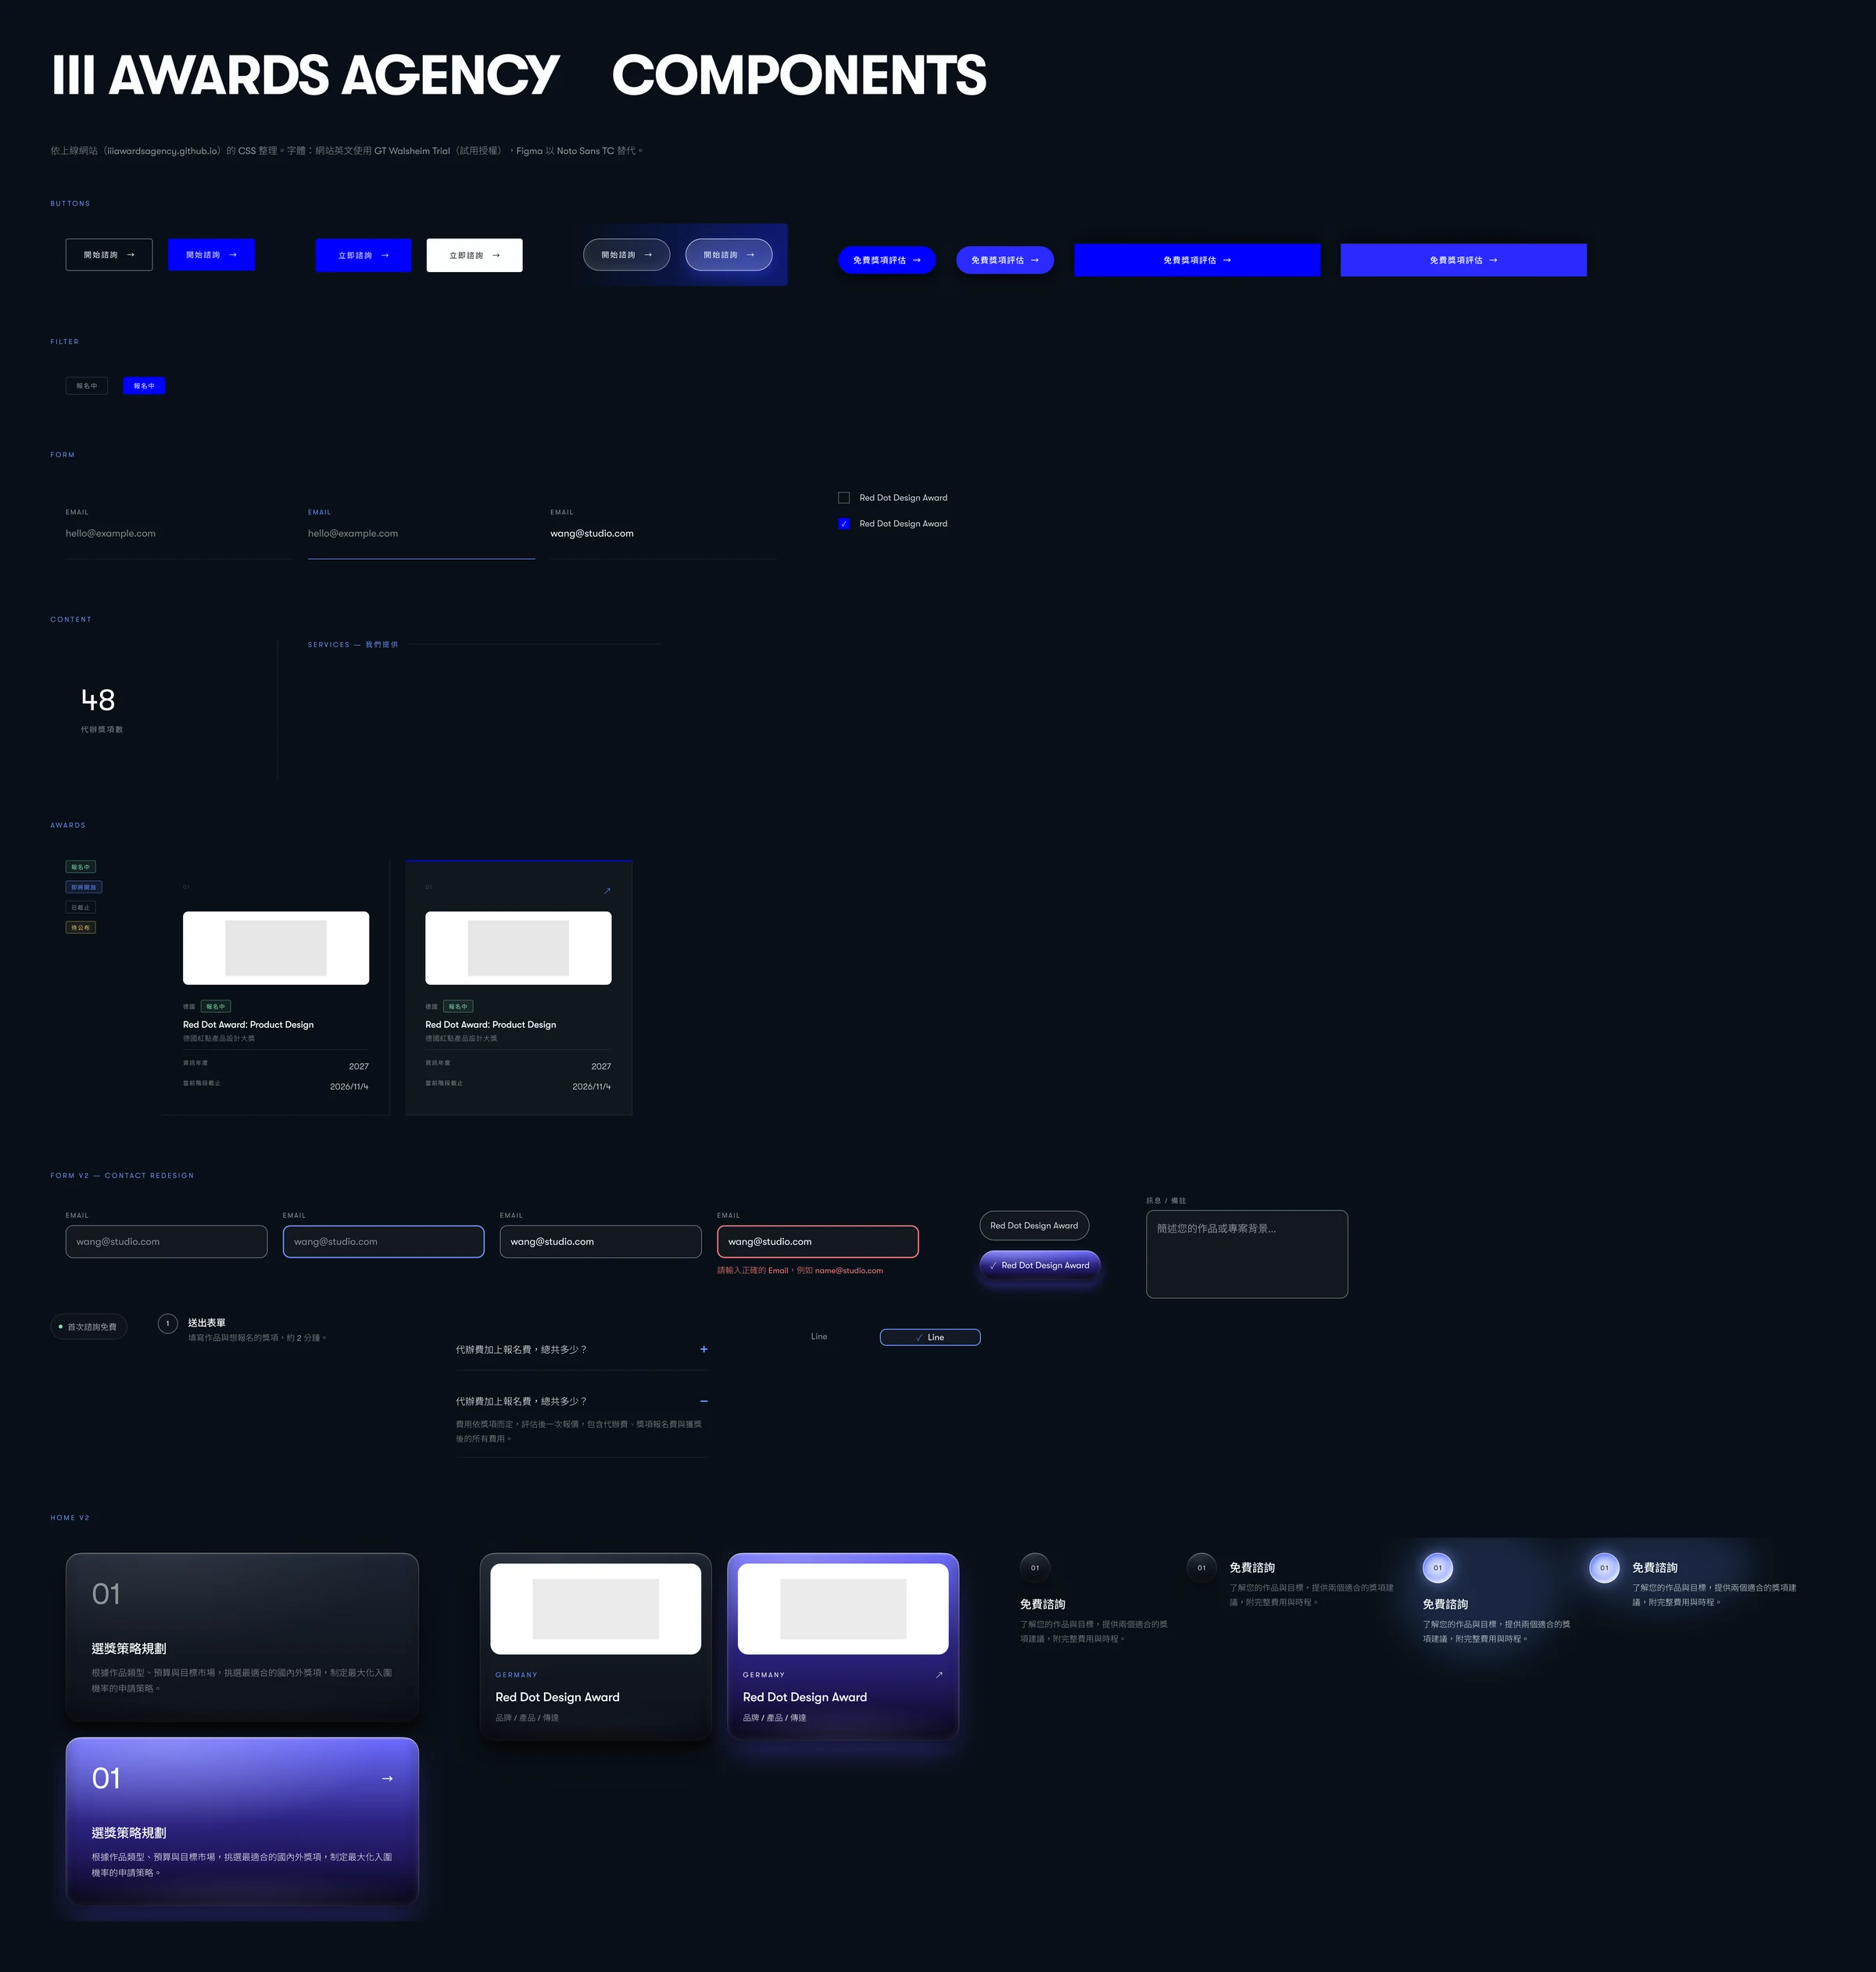 III AWARDS AGENCY COMPONENTS
依上線網站（iiiawardsagency.github.io）的 CSS 整理。字體：網站英文使用 GT Walsheim Trial（試用授權），Figma 以 Noto Sans TC 替代。
BUTTONS
開始諮詢 → 開始諮詢 → 立即諮詢 → 立即諮詢 → 開始諮詢 → 開始諮詢 → 免費獎項評估 → 免費獎項評估 → 免費獎項評估 → 免費獎項評估 →
FILTER
報名中 報名中
FORM
Red Dot Design Award
EMAIL EMAIL EMAIL
✓ Red Dot Design Award
hello@example.com hello@example.com wang@studio.com
CONTENT
SERVICES — 我們提供
48
代辦獎項數
AWARDS
報名中
即將開放
已截止
待公布
01
01 ↗
德國 報名中
Red Dot Award: Product Design
德國紅點產品設計大獎
資訊年度 2027
當前階段截止 2026/11/4
德國 報名中
Red Dot Award: Product Design
德國紅點產品設計大獎
資訊年度 2027
當前階段截止 2026/11/4
FORM V2 — CONTACT REDESIGN
EMAIL EMAIL EMAIL EMAIL
wang@studio.com wang@studio.com wang@studio.com wang@studio.com
請輸入正確的 Email，例如 name@studio.com
Red Dot Design Award
✓ Red Dot Design Award
訊息 / 備註
簡述您的作品或專案背景...
首次諮詢免費
1 送出表單
填寫作品與想報名的獎項，約 2 分鐘。
代辦費加上報名費，總共多少？ +
代辦費加上報名費，總共多少？ −
費用依獎項而定，評估後一次報價，包含代辦費、獎項報名費與獲獎
後的所有費用。
Line ✓ Line
HOME V2
01
選獎策略規劃
根據作品類型、預算與目標市場，挑選最適合的國內外獎項，制定最大化入圍
機率的申請策略。
01 →
選獎策略規劃
根據作品類型、預算與目標市場，挑選最適合的國內外獎項，制定最大化入圍
機率的申請策略。
GERMANY
Red Dot Design Award
品牌 / 產品 / 傳達
GERMANY ↗
Red Dot Design Award
品牌 / 產品 / 傳達
01
免費諮詢
了解您的作品與目標，提供兩個適合的獎
項建議，附完整費用與時程。
01 免費諮詢
了解您的作品與目標，提供兩個適合的獎項建
議，附完整費用與時程。
01
免費諮詢
了解您的作品與目標，提供兩個適合的獎
項建議，附完整費用與時程。
01 免費諮詢
了解您的作品與目標，提供兩個適合的獎項建
議，附完整費用與時程。